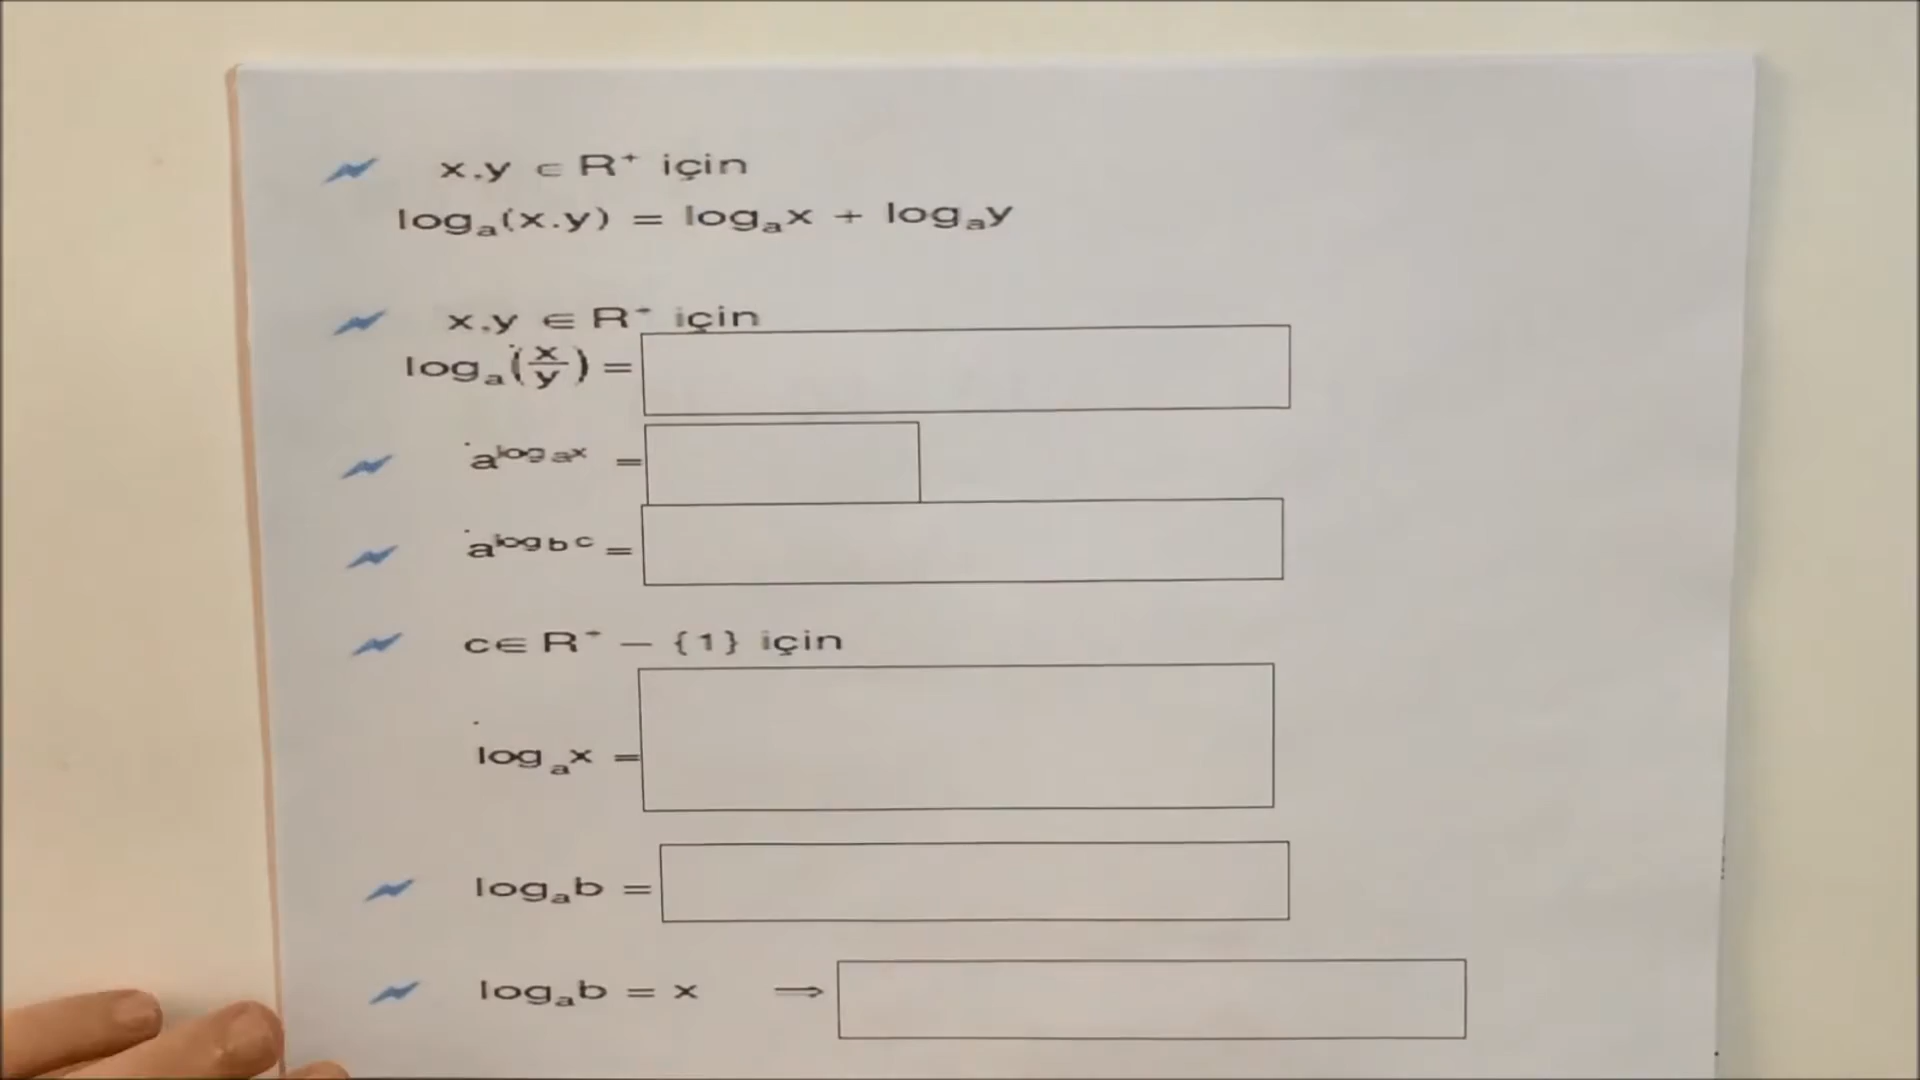 x,y ∈ R⁺ için
logₐ(x.y) = logₐx + logₐy
x,y ∈ R⁺ için
logₐ(x/y) =
a^(logₐx) =
a^(log_b c) =
c∈ R⁺ – {1} için
logₐx =
logₐb =
logₐb = x ⇒